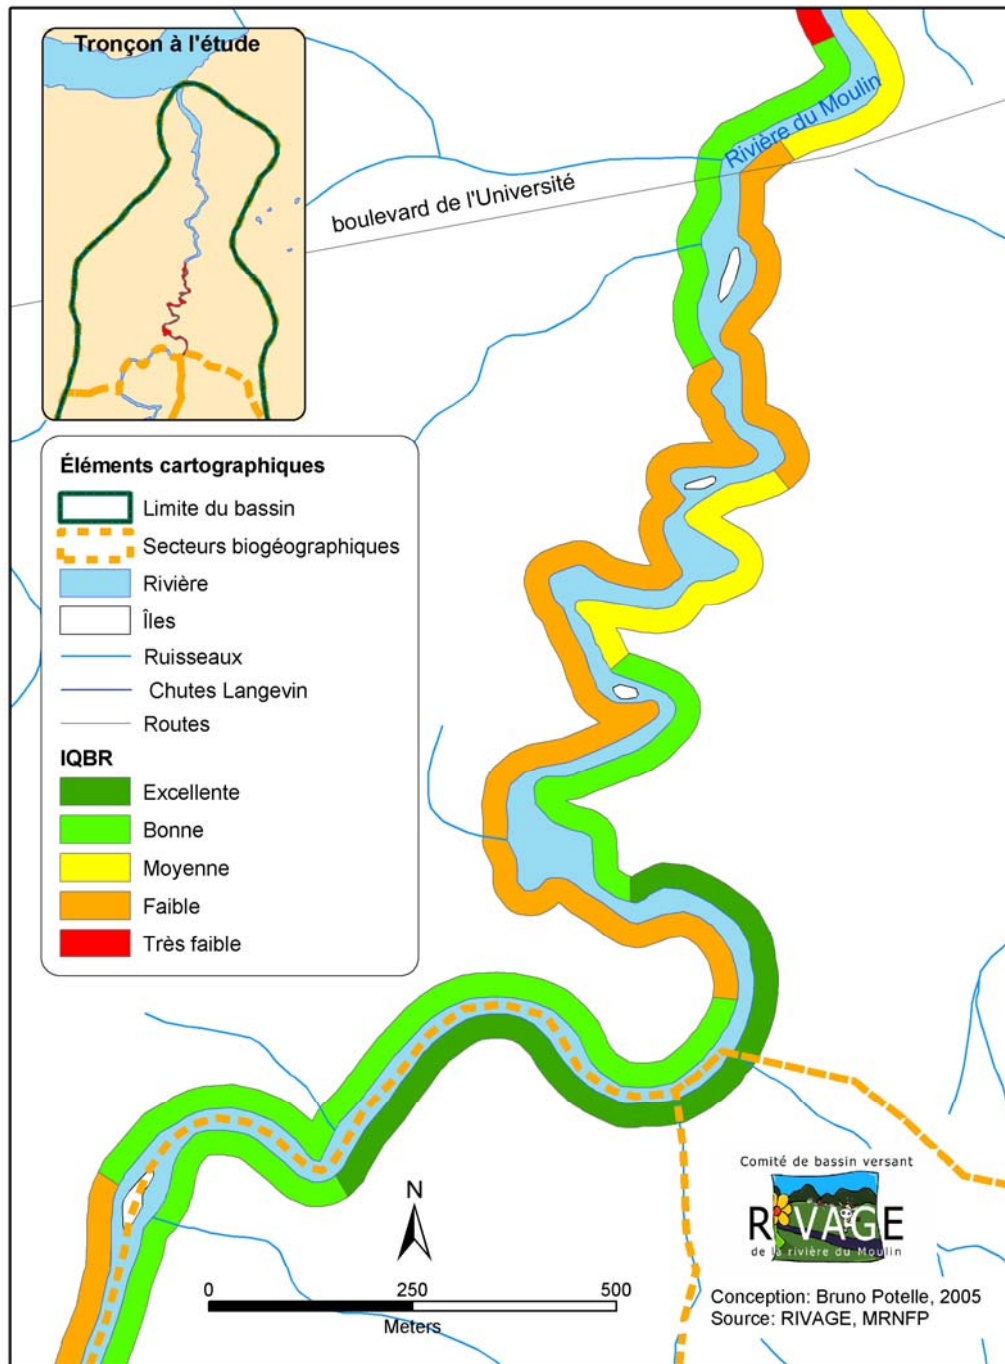 Tronçon à l'étude
Rivière du Moulin
boulevard de l'Université
Éléments cartographiques
Limite du bassin
Secteurs biogéographiques
Rivière
Îles
Ruisseaux
Chutes Langevin
Routes
IQBR
Excellente
Bonne
Moyenne
Faible
Très faible
N
0 250 500
Meters
Comité de bassin versant
RIVAGE
de la rivière du Moulin
Conception: Bruno Potelle, 2005
Source: RIVAGE, MRNFP